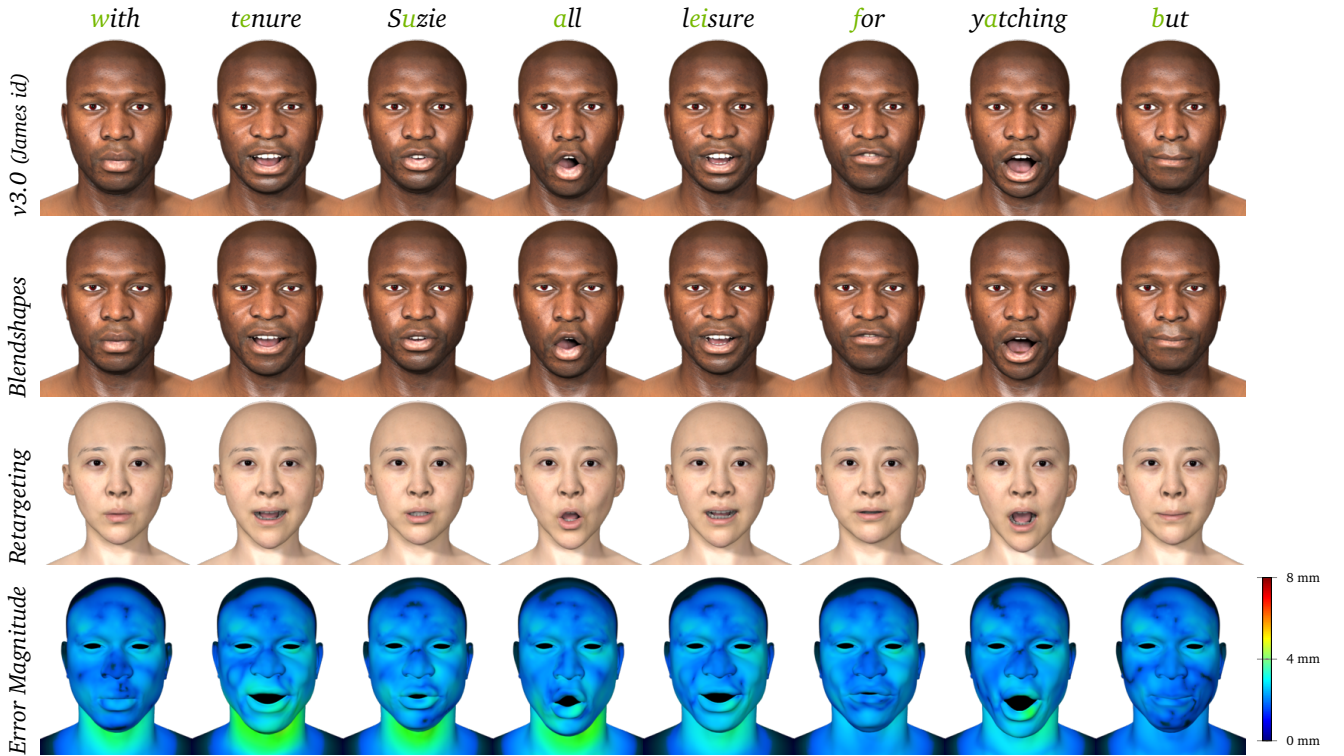 with tenure Suzie all leisure for yatching but
v3.0 (James id)
Blendshapes
Retargeting
Error Magnitude
8 mm
4 mm
0 mm